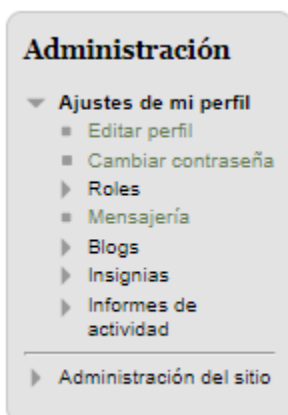 Administración
Ajustes de mi perfil
Editar perfil
Cambiar contraseña
Roles
Mensajería
Blogs
Insignias
Informes de
actividad
Administración del sitio